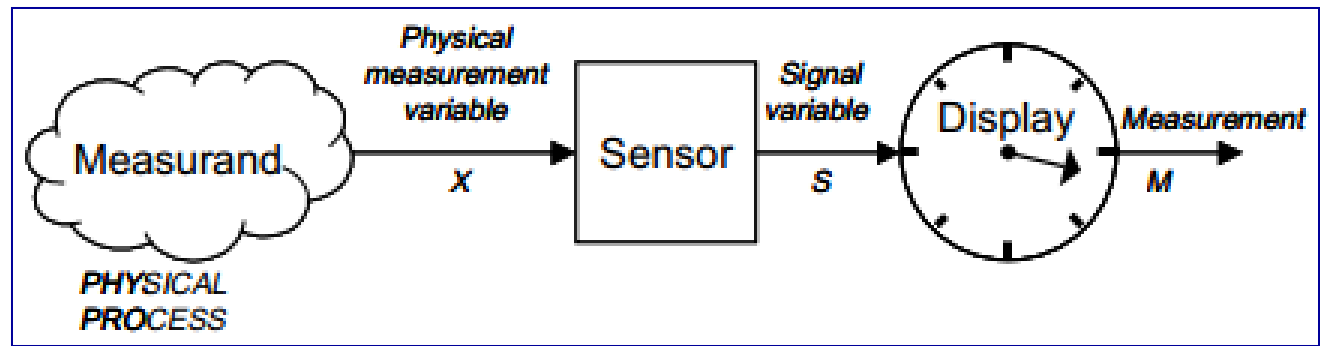 Physical
measurement
variable
Signal
variable
Measurand
Sensor
Display
Measurement
X
S
M
PHYSICAL
PROCESS